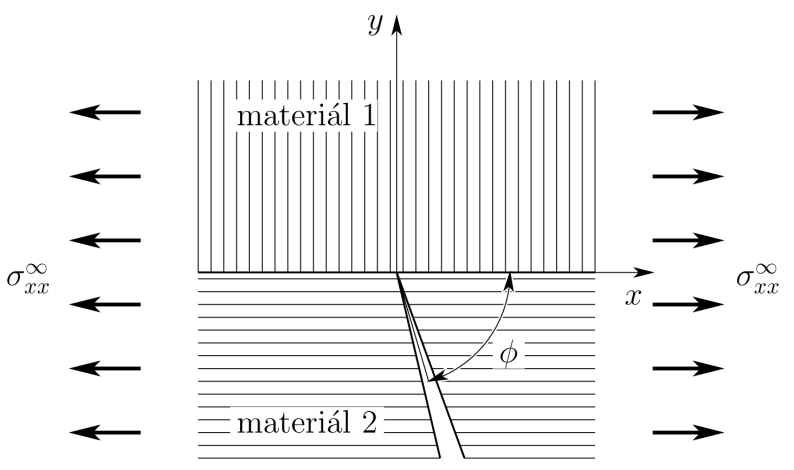 y
materiál 1
σ∞xx
σ∞xx
x
ϕ
materiál 2